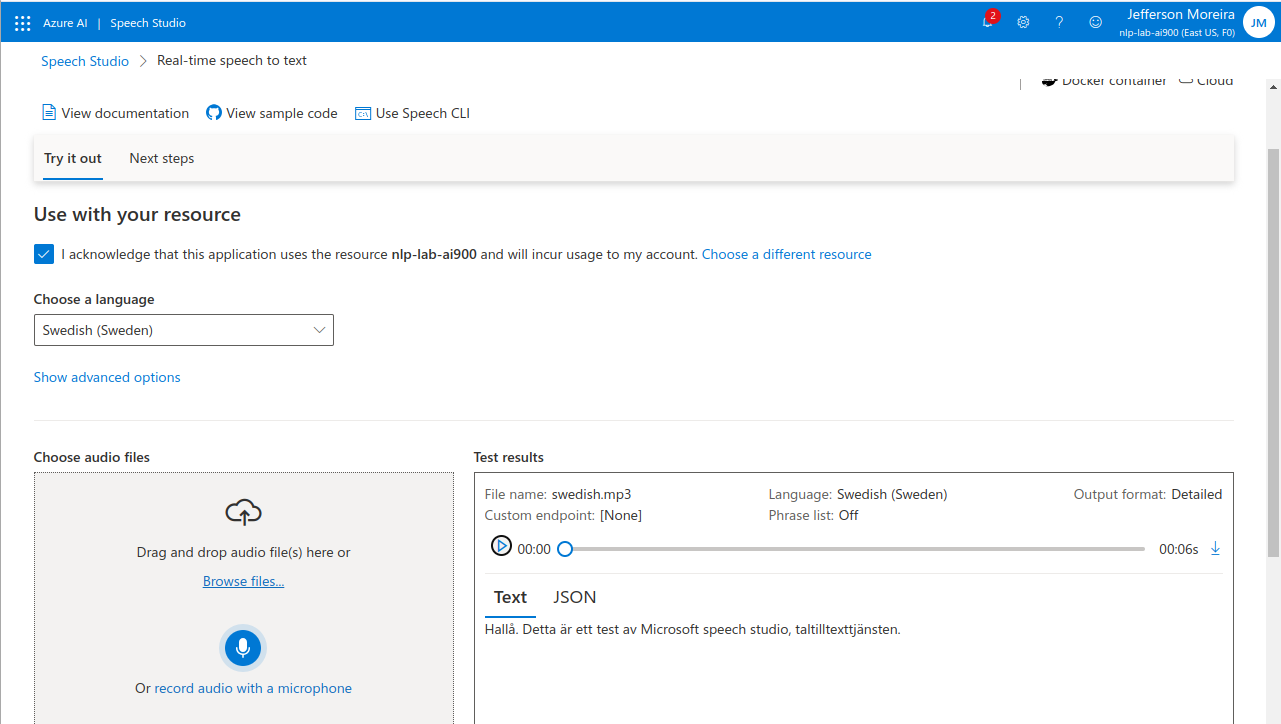 Azure AI | Speech Studio
2
Jefferson Moreira
nlp-lab-ai900 (East US, F0)
JM
Speech Studio > Real-time speech to text
Docker container Cloud
View documentation View sample code Use Speech CLI
Try it out Next steps
Use with your resource
I acknowledge that this application uses the resource nlp-lab-ai900 and will incur usage to my account. Choose a different resource
Choose a language
Swedish (Sweden)
Show advanced options
Choose audio files
Drag and drop audio file(s) here or
Browse files...
Or record audio with a microphone
Test results
File name: swedish.mp3 Language: Swedish (Sweden) Output format: Detailed
Custom endpoint: [None] Phrase list: Off
00:00 00:06s
Text JSON
Hallå. Detta är ett test av Microsoft speech studio, taltilltexttjänsten.